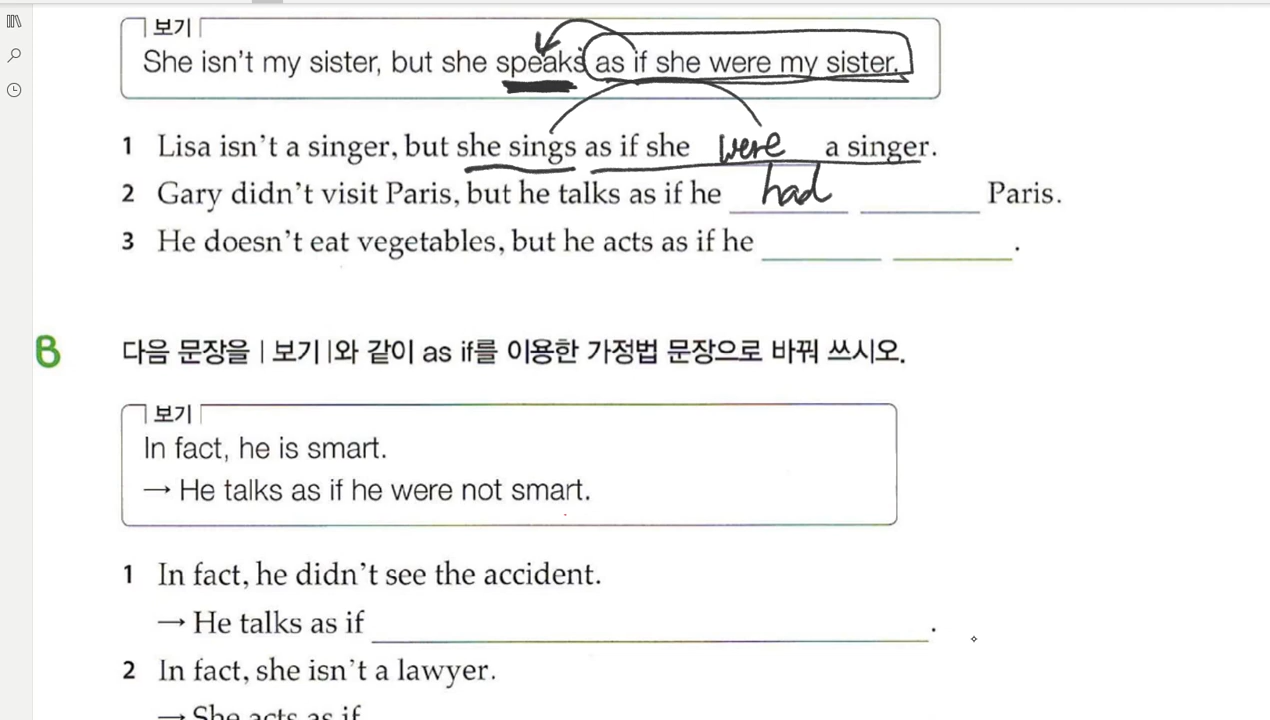 보기
She isn't my sister, but she speaks as if she were my sister.
1 Lisa isn't a singer, but she sings as if she were a singer.
2 Gary didn't visit Paris, but he talks as if he had Paris.
3 He doesn't eat vegetables, but he acts as if he .
B 다음 문장을 | 보기 |와 같이 as if를 이용한 가정법 문장으로 바꿔 쓰시오.
보기
In fact, he is smart.
→ He talks as if he were not smart.
1 In fact, he didn't see the accident.
→ He talks as if .
2 In fact, she isn't a lawyer.
→ She acts as if